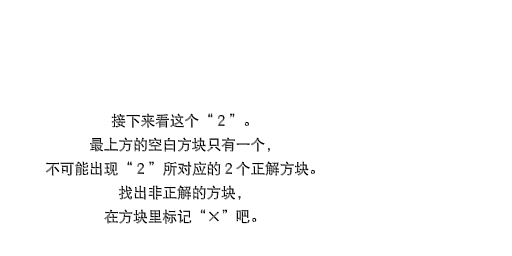 接下来看这个“2”。
最上方的空白方块只有一个，
不可能出现“2”所对应的2个正解方块。
找出非正解的方块，
在方块里标记“×”吧。